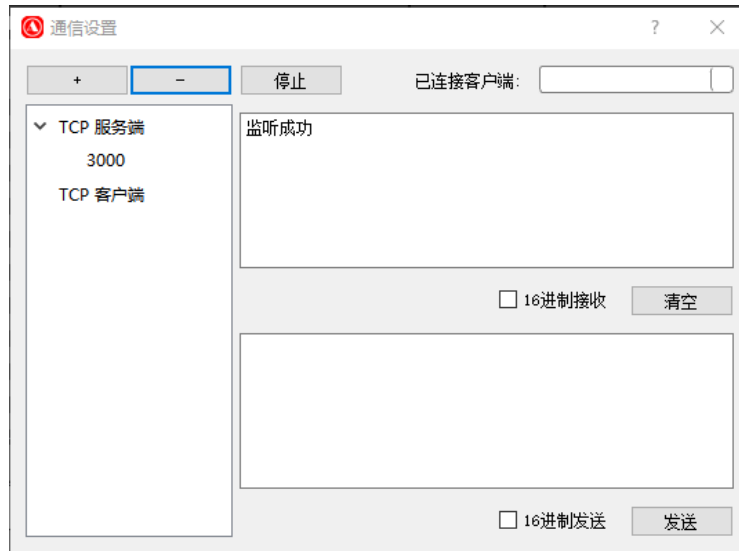 通信设置
+
-
停止
已连接客户端:
TCP 服务端
3000
TCP 客户端
监听成功
16进制接收
清空
16进制发送
发送